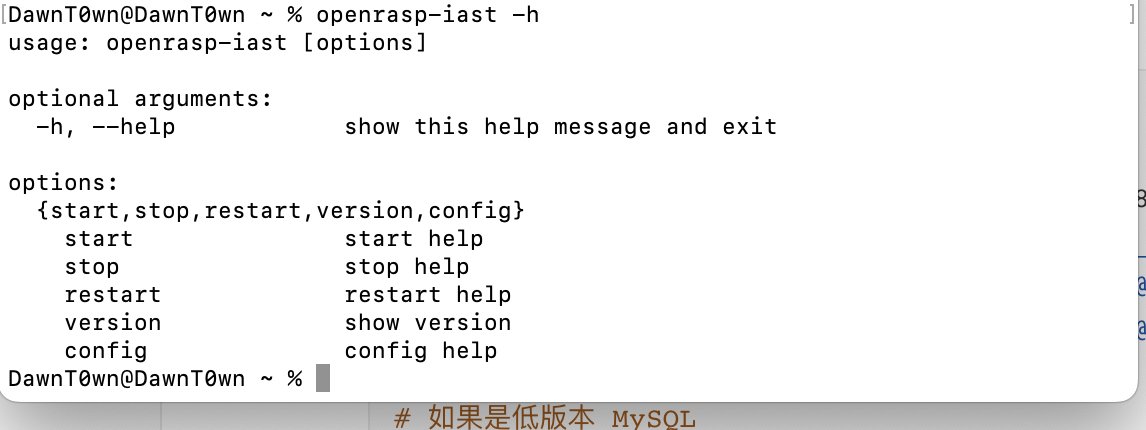 [DawnT0wn@DawnT0wn ~ % openrasp-iast -h ]
usage: openrasp-iast [options]
optional arguments:
-h, --help show this help message and exit
options:
{start,stop,restart,version,config}
start start help
stop stop help
restart restart help
version show version
config config help
DawnT0wn@DawnT0wn ~ %
# 如果是低版本 MySQL